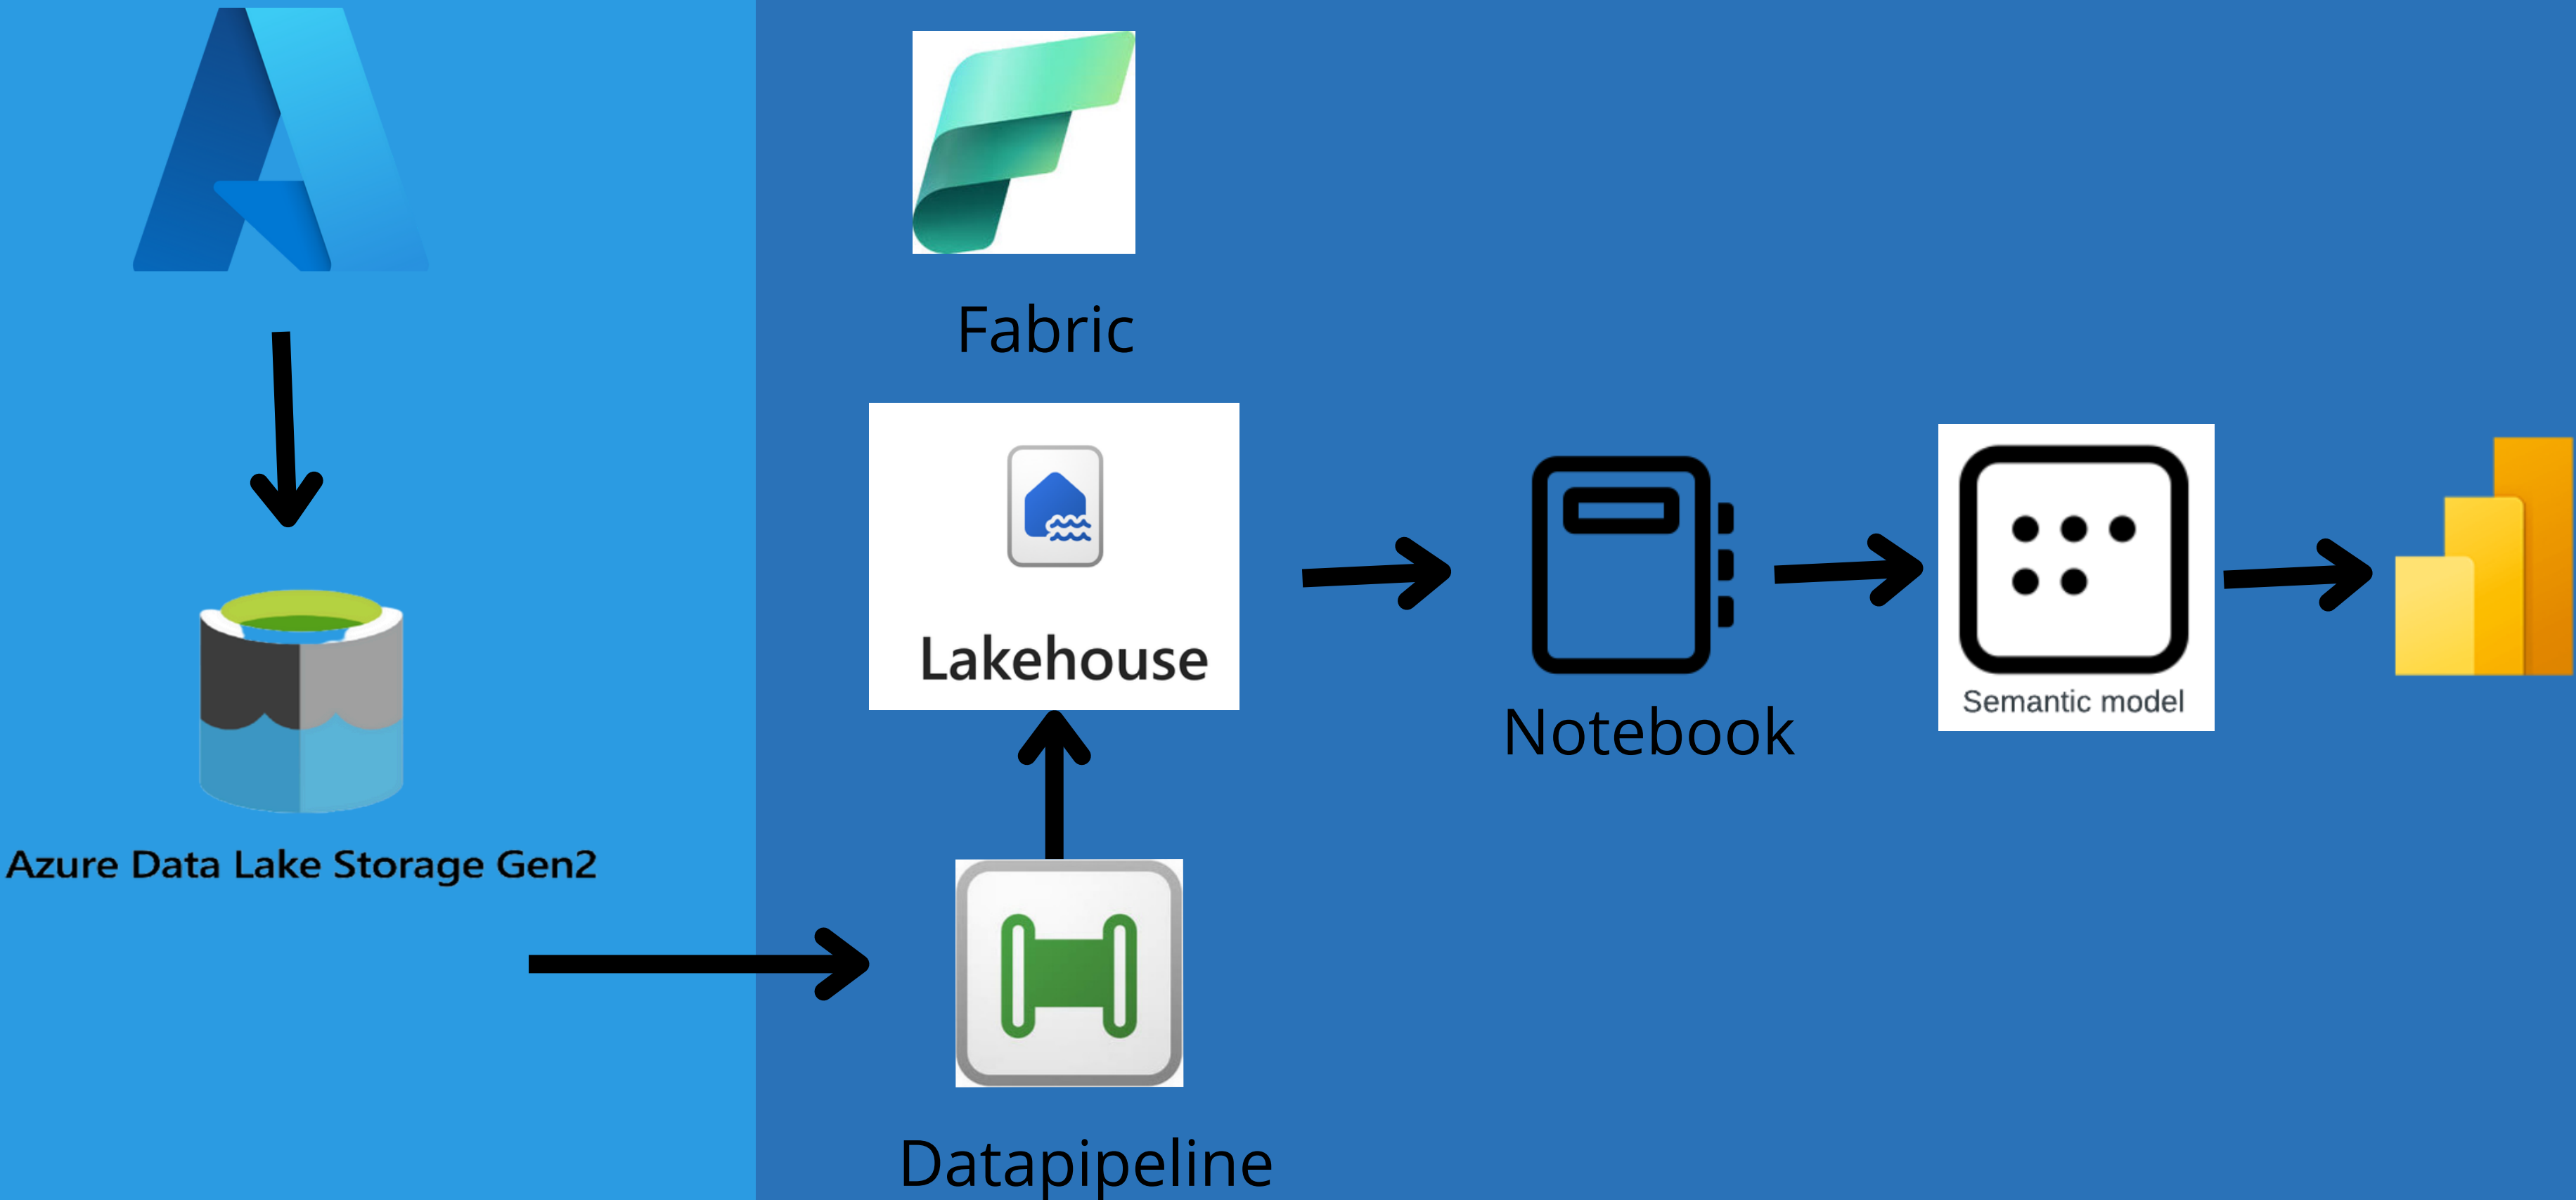 Fabric
Lakehouse
Notebook
Semantic model
Azure Data Lake Storage Gen2
Datapipeline